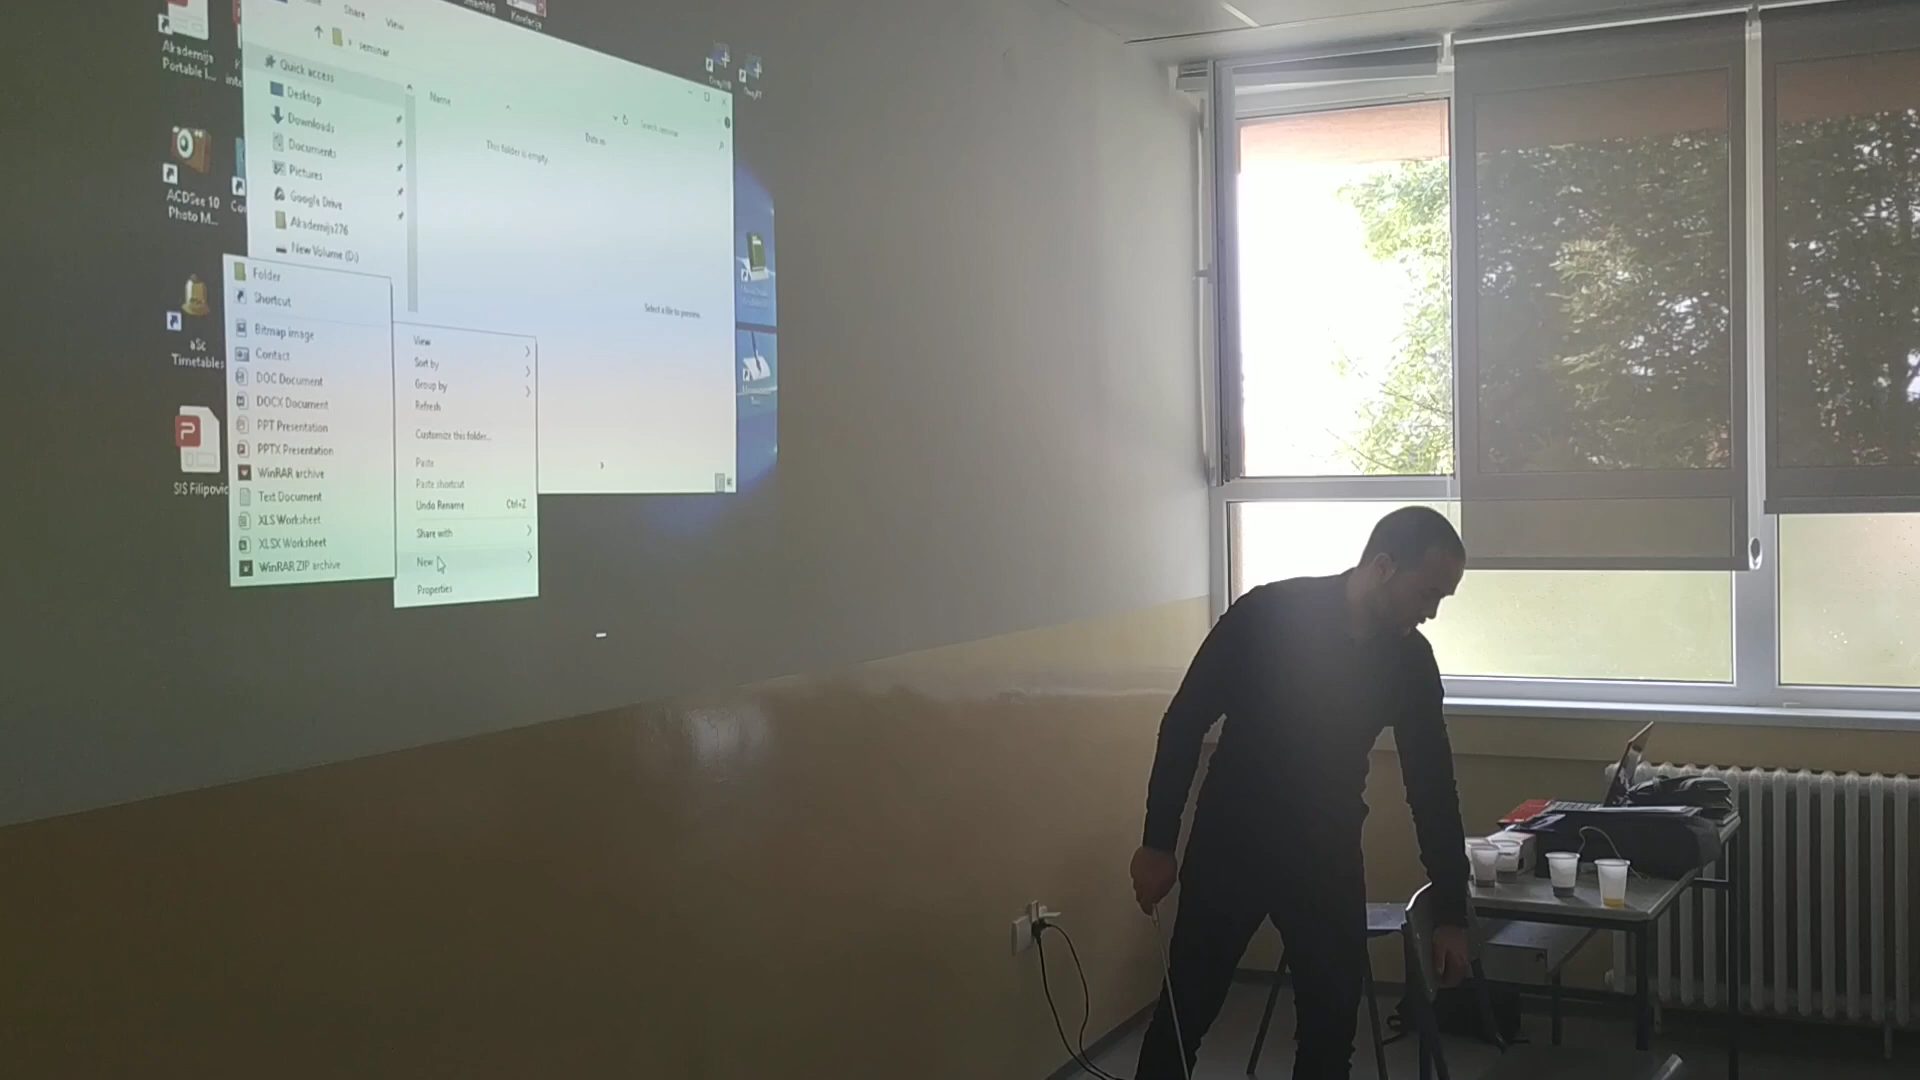 Share
View
seminar
Quick access
Desktop
Downloads
Documents
Pictures
Google Drive
Akademija276
New Volume (D:)
Name
Search seminar
This folder is empty.
Select a file to preview.
Akademija
Portable I...
ACDSee 10
Photo M...
aSc
Timetables
SIS Filipovic
Folder
Shortcut
Bitmap image
Contact
DOC Document
DOCX Document
PPT Presentation
PPTX Presentation
WinRAR archive
Text Document
XLS Worksheet
XLSX Worksheet
WinRAR ZIP archive
View
Sort by
Group by
Refresh
Customize this folder...
Paste
Paste shortcut
Undo Rename Ctrl+Z
Share with
New
Properties